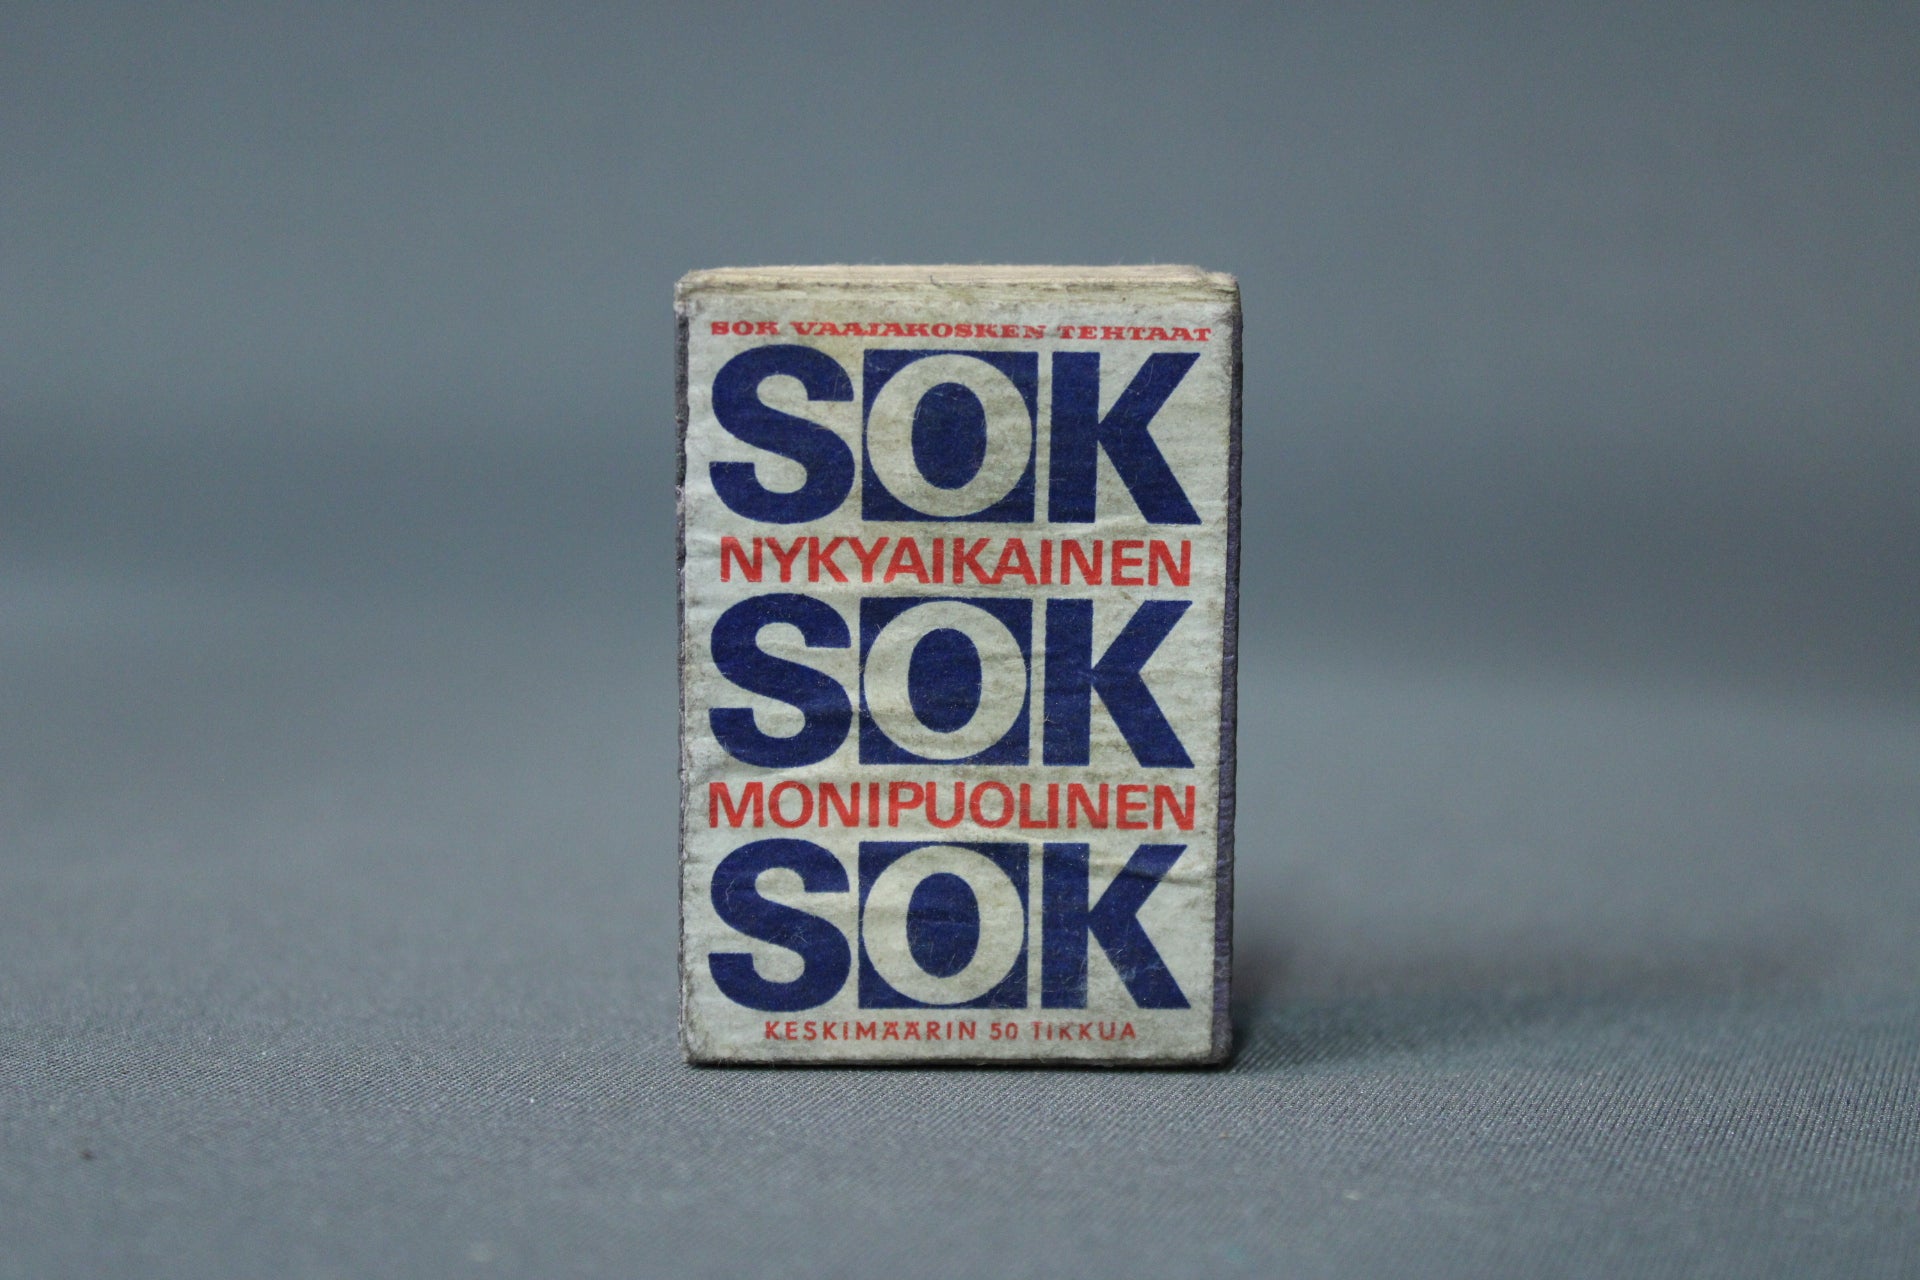 SOK VAAJAKOSKEN TEHTAAT
SOK
NYKYAIKAINEN
SOK
MONIPUOLINEN
SOK
KESKIMÄÄRIN 50 TIKKUA